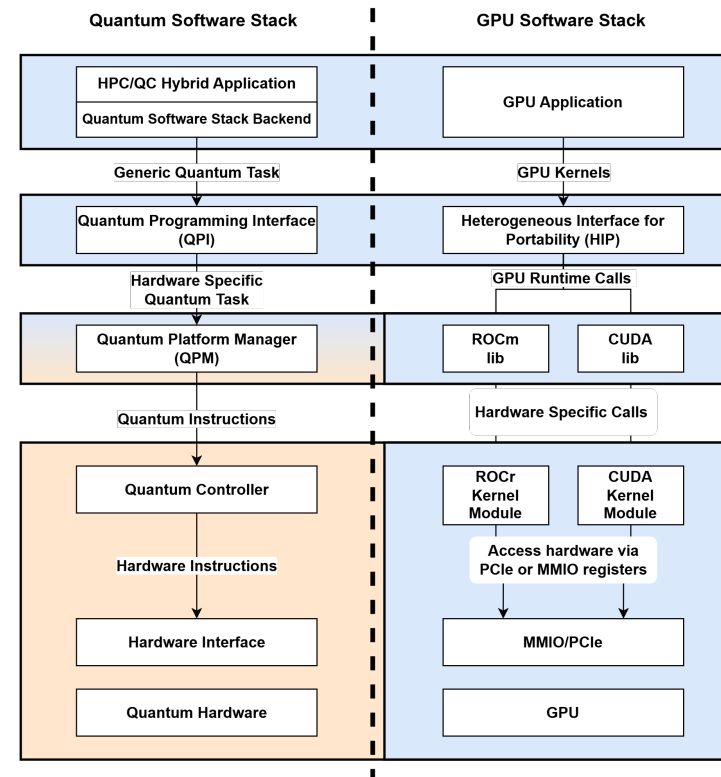 Quantum Software Stack
GPU Software Stack
HPC/QC Hybrid Application
Quantum Software Stack Backend
GPU Application
Generic Quantum Task
GPU Kernels
Quantum Programming Interface
(QPI)
Heterogeneous Interface for
Portability (HIP)
Hardware Specific
Quantum Task
GPU Runtime Calls
Quantum Platform Manager
(QPM)
ROCm
lib
CUDA
lib
Quantum Instructions
Hardware Specific Calls
Quantum Controller
ROCr
Kernel
Module
CUDA
Kernel
Module
Hardware Instructions
Access hardware via
PCIe or MMIO registers
Hardware Interface
MMIO/PCIe
Quantum Hardware
GPU